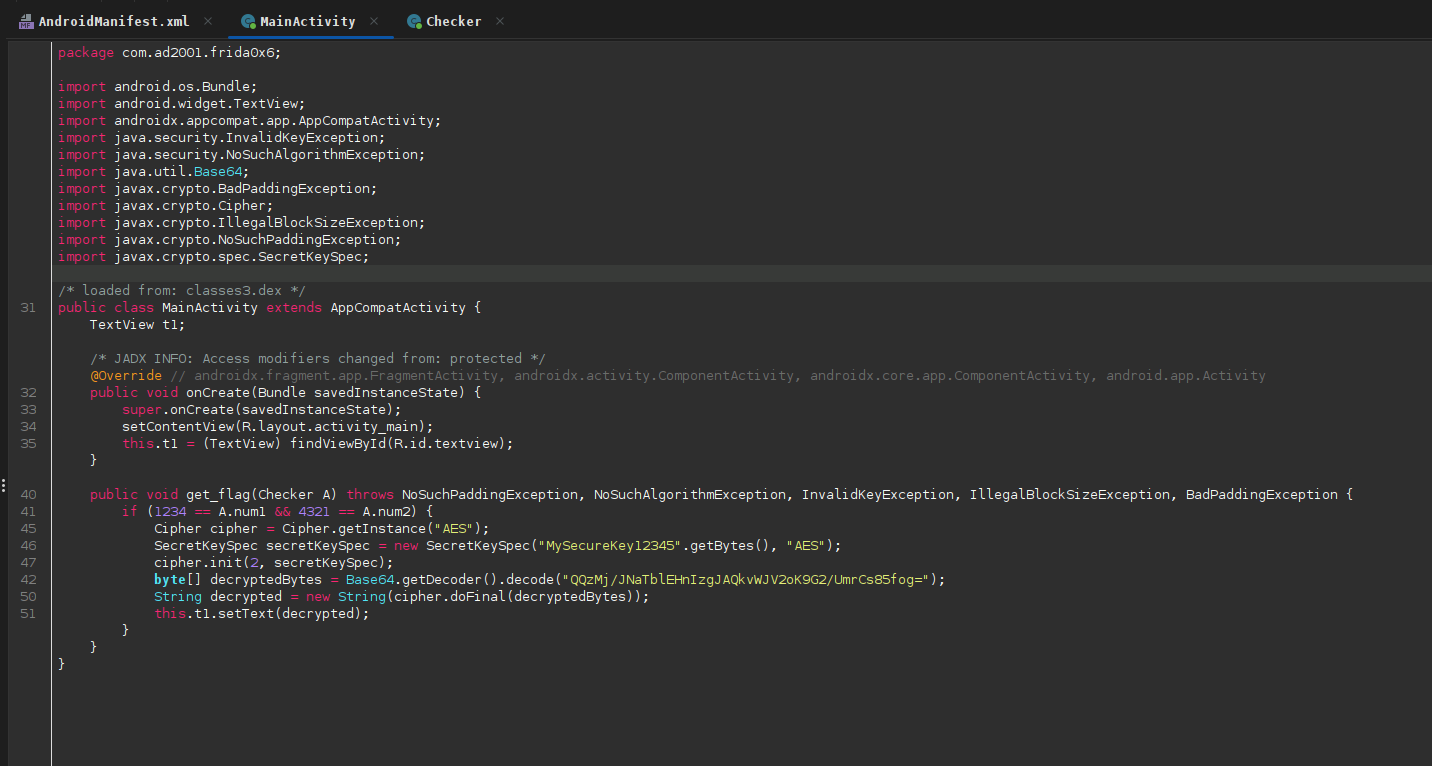 AndroidManifest.xml × MainActivity × Checker ×
package com.ad2001.frida0x6;
import android.os.Bundle;
import android.widget.TextView;
import androidx.appcompat.app.AppCompatActivity;
import java.security.InvalidKeyException;
import java.security.NoSuchAlgorithmException;
import java.util.Base64;
import javax.crypto.BadPaddingException;
import javax.crypto.Cipher;
import javax.crypto.IllegalBlockSizeException;
import javax.crypto.NoSuchPaddingException;
import javax.crypto.spec.SecretKeySpec;
/* loaded from: classes3.dex */
31 public class MainActivity extends AppCompatActivity {
TextView t1;
/* JADX INFO: Access modifiers changed from: protected */
@Override // androidx.fragment.app.FragmentActivity, androidx.activity.ComponentActivity, androidx.core.app.ComponentActivity, android.app.Activity
32 public void onCreate(Bundle savedInstanceState) {
33 super.onCreate(savedInstanceState);
34 setContentView(R.layout.activity_main);
35 this.t1 = (TextView) findViewById(R.id.textview);
}
40 public void get_flag(Checker A) throws NoSuchPaddingException, NoSuchAlgorithmException, InvalidKeyException, IllegalBlockSizeException, BadPaddingException {
41 if (1234 == A.num1 && 4321 == A.num2) {
45 Cipher cipher = Cipher.getInstance("AES");
46 SecretKeySpec secretKeySpec = new SecretKeySpec("MySecureKey12345".getBytes(), "AES");
47 cipher.init(2, secretKeySpec);
42 byte[] decryptedBytes = Base64.getDecoder().decode("QQzMj/JNaTblEHnIzgJAQkvWJV2oK9G2/UmrCs85fog=");
50 String decrypted = new String(cipher.doFinal(decryptedBytes));
51 this.t1.setText(decrypted);
}
}
}